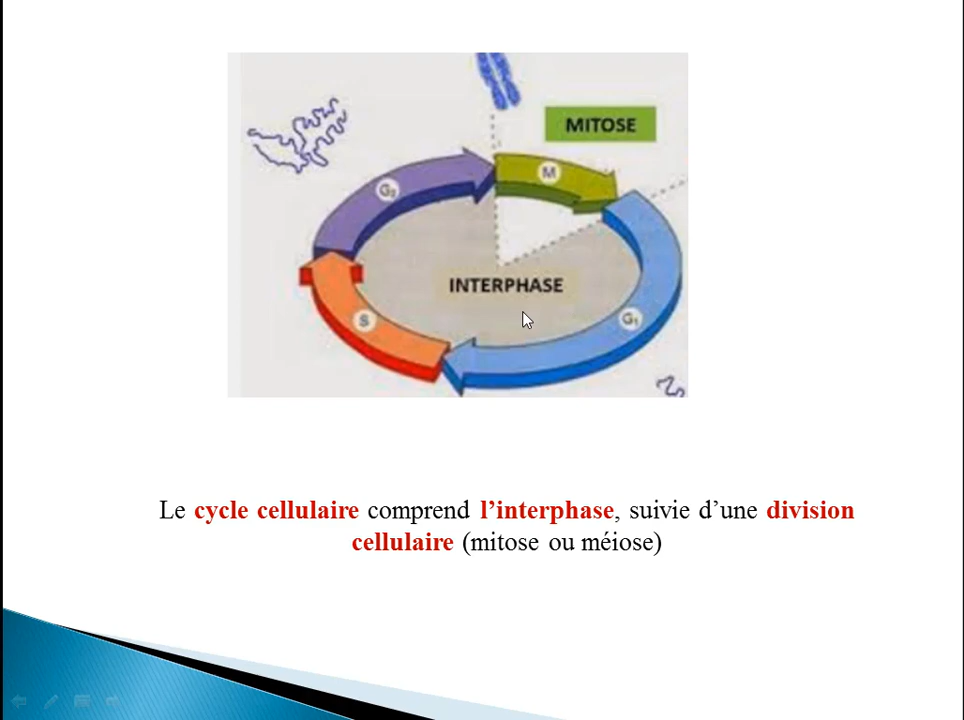 MITOSE
M
G₂
INTERPHASE
S
G₁
Le cycle cellulaire comprend l’interphase, suivie d’une division
cellulaire (mitose ou méiose)